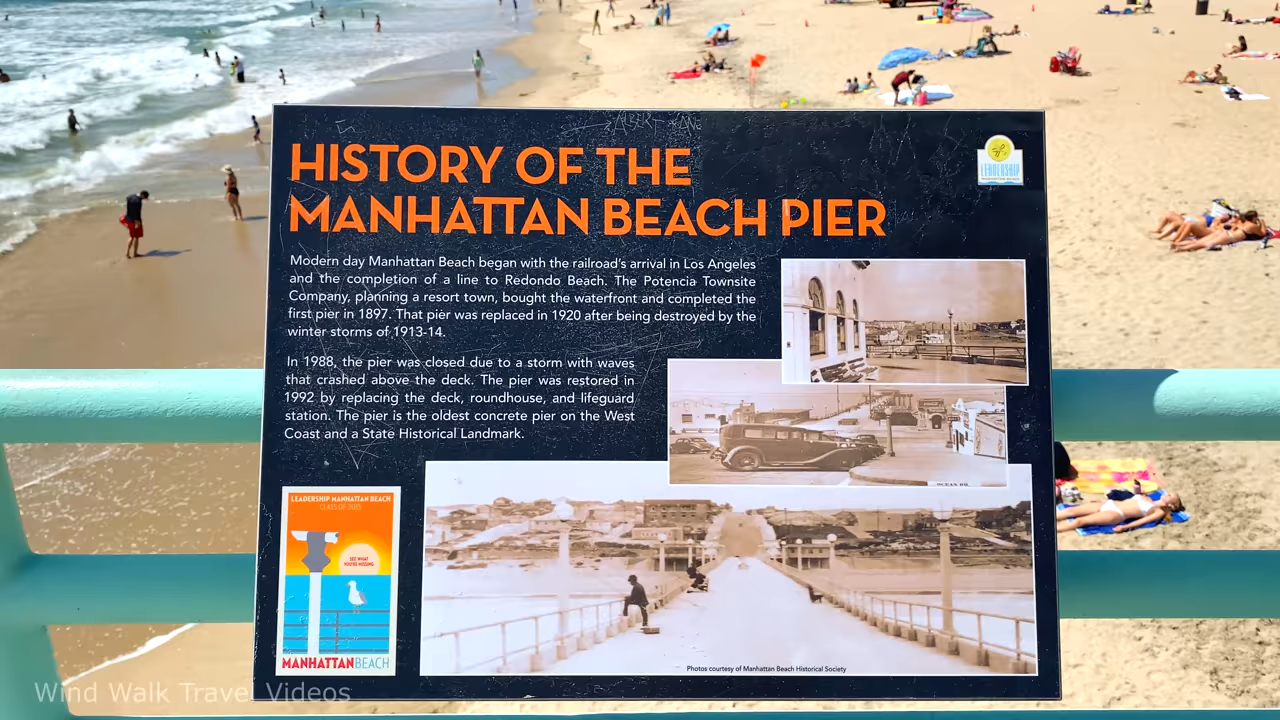 ALBERT
HISTORY OF THE
MANHATTAN BEACH PIER
LEADERSHIP
MANHATTAN BEACH
Modern day Manhattan Beach began with the railroad's arrival in Los Angeles
and the completion of a line to Redondo Beach. The Potencia Townsite
Company, planning a resort town, bought the waterfront and completed the
first pier in 1897. That pier was replaced in 1920 after being destroyed by the
winter storms of 1913-14.
In 1988, the pier was closed due to a storm with waves
that crashed above the deck. The pier was restored in
1992 by replacing the deck, roundhouse, and lifeguard
station. The pier is the oldest concrete pier on the West
Coast and a State Historical Landmark.
OCEAN DR.
LEADERSHIP MANHATTAN BEACH
CLASS OF 2015
SEE WHAT
YOU'RE MISSING
MANHATTANBEACH
Photos courtesy of Manhattan Beach Historical Society
Wind Walk Travel Videos